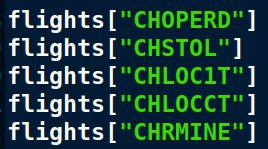 flights["CHOPERD"]
flights["CHSTOL"]
flights["CHLOC1T"]
flights["CHLOCCT"]
flights["CHRMINE"]